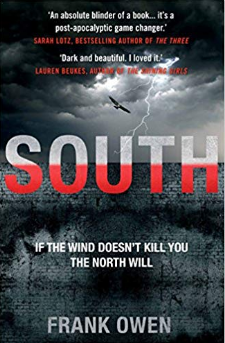 'An absolute blinder of a book... it's a
post-apocalyptic game changer.'
SARAH LOTZ, BESTSELLING AUTHOR OF THE THREE
'Dark and beautiful. I loved it.'
LAUREN BEUKES, AUTHOR OF THE SHINING GIRLS
SOUTH
IF THE WIND DOESN'T KILL YOU
THE NORTH WILL
FRANK OWEN